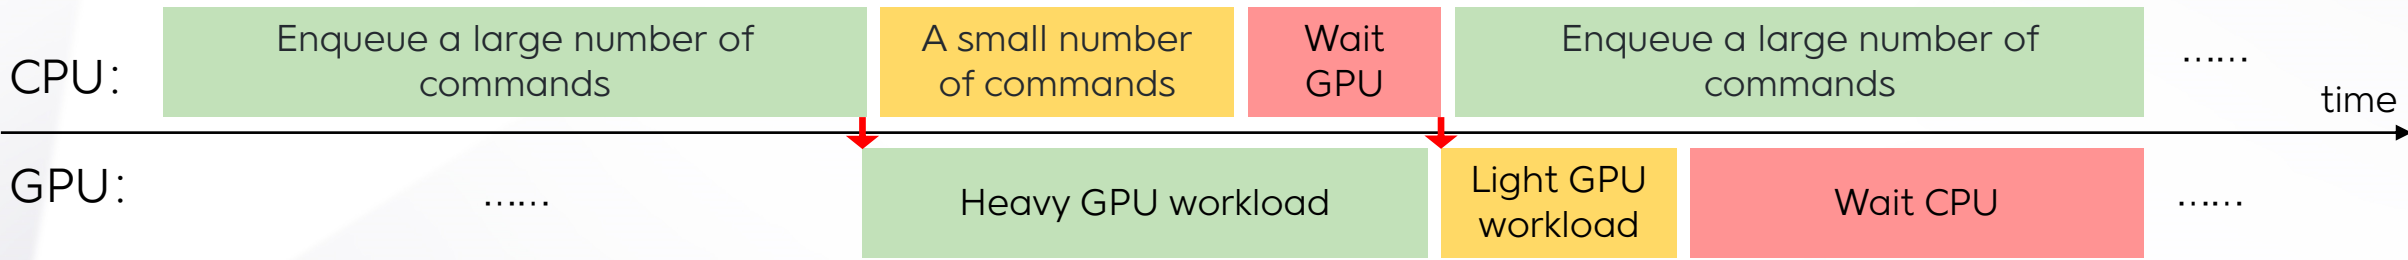 CPU:
Enqueue a large number of
commands
A small number
of commands
Wait
GPU
Enqueue a large number of
commands
......
time
GPU:
......
Heavy GPU workload
Light GPU
workload
Wait CPU
......